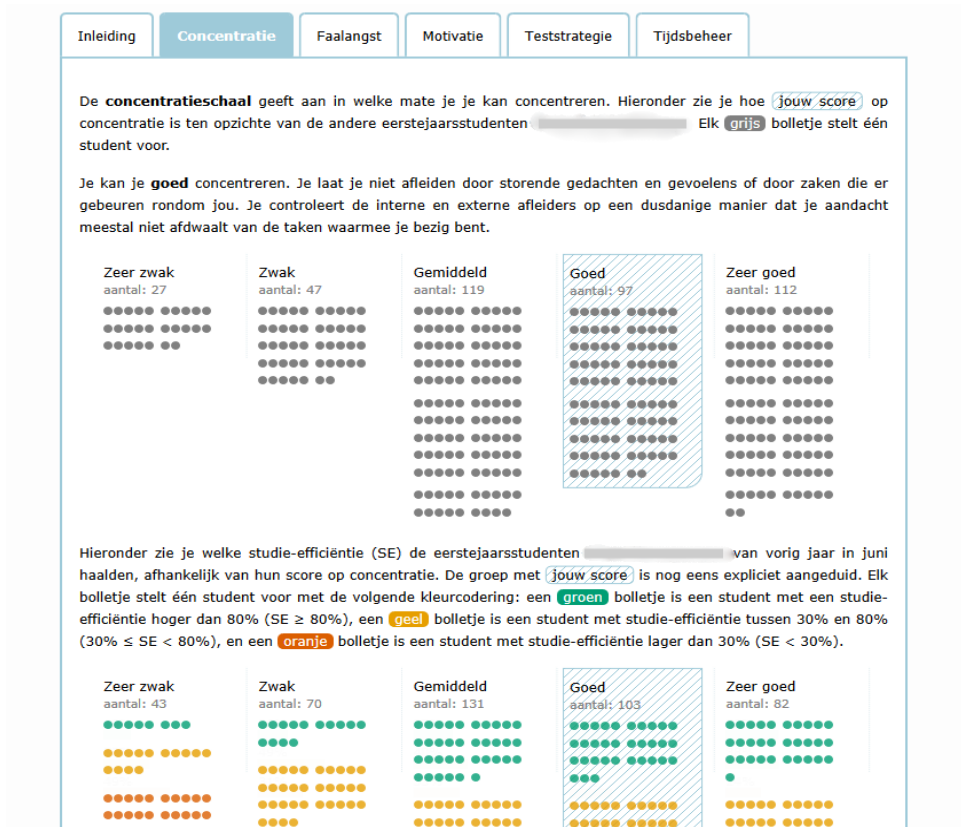 Inleiding
Concentratie
Faalangst
Motivatie
Teststrategie
Tijdsbeheer
De concentratieschaal geeft aan in welke mate je je kan concentreren. Hieronder zie je hoe jouw score op
concentratie is ten opzichte van de andere eerstejaarsstudenten Elk grijs bolletje stelt één
student voor.
Je kan je goed concentreren. Je laat je niet afleiden door storende gedachten en gevoelens of door zaken die er
gebeuren rondom jou. Je controleert de interne en externe afleiders op een dusdanige manier dat je aandacht
meestal niet afdwaalt van de taken waarmee je bezig bent.
Zeer zwak
aantal: 27
Zwak
aantal: 47
Gemiddeld
aantal: 119
Goed
aantal: 97
Zeer goed
aantal: 112
Hieronder zie je welke studie-efficiëntie (SE) de eerstejaarsstudenten van vorig jaar in juni
haalden, afhankelijk van hun score op concentratie. De groep met jouw score is nog eens expliciet aangeduid. Elk
bolletje stelt één student voor met de volgende kleurcodering: een groen bolletje is een student met een studie-
efficiëntie hoger dan 80% (SE ≥ 80%), een geel bolletje is een student met studie-efficiëntie tussen 30% en 80%
(30% ≤ SE < 80%), en een oranje bolletje is een student met studie-efficiëntie lager dan 30% (SE < 30%).
Zeer zwak
aantal: 43
Zwak
aantal: 70
Gemiddeld
aantal: 131
Goed
aantal: 103
Zeer goed
aantal: 82